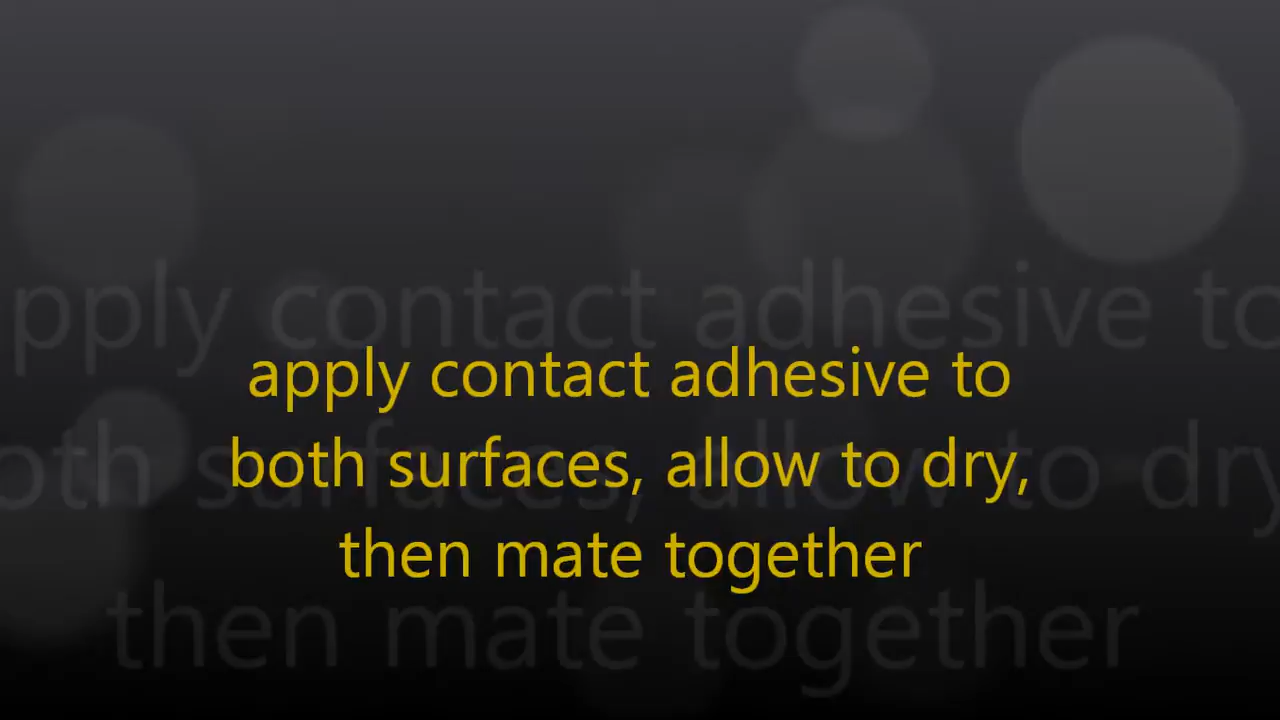 apply contact adhesive to
both surfaces, allow to dry,
then mate together